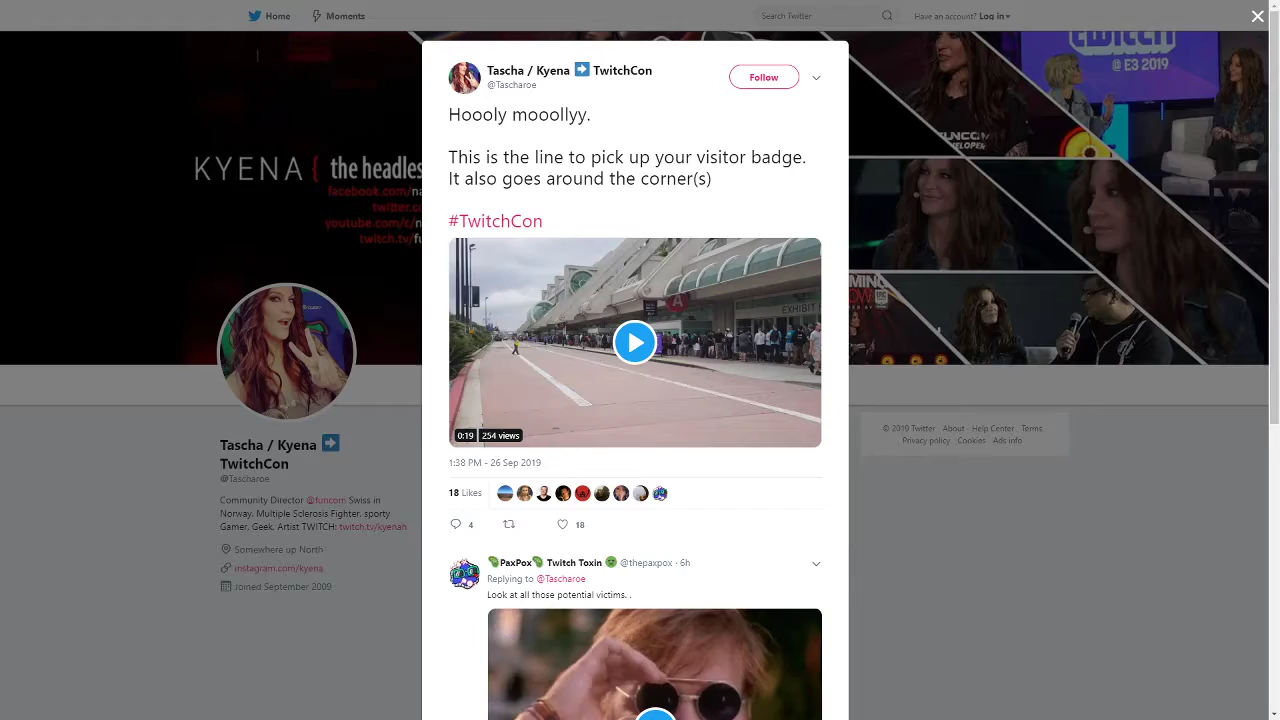 Home
Moments
Search Twitter
Have an account? Log in
@ E3 2019
KYENA { the headles
facebook.com/na
twitter.co
youtube.com/c/na
twitch.tv/fu
Tascha / Kyena ➡ TwitchCon
@Tascharoe
Follow
Hoooly mooollyy.
This is the line to pick up your visitor badge.
It also goes around the corner(s)
#TwitchCon
EXHIBIT
A
0:19 254 views
1:38 PM - 26 Sep 2019
18 Likes
4
18
PaxPox Twitch Toxin @thepaxpox · 6h
Replying to @Tascharoe
Look at all those potential victims. .
Tascha / Kyena ➡
TwitchCon
@Tascharoe
Community Director @funcom Swiss in
Norway. Multiple Sclerosis Fighter. sporty
Gamer. Geek. Artist TWITCH: twitch.tv/kyenah
Somewhere up North
instagram.com/kyena
Joined September 2009
© 2019 Twitter About Help Center Terms
Privacy policy Cookies Ads info